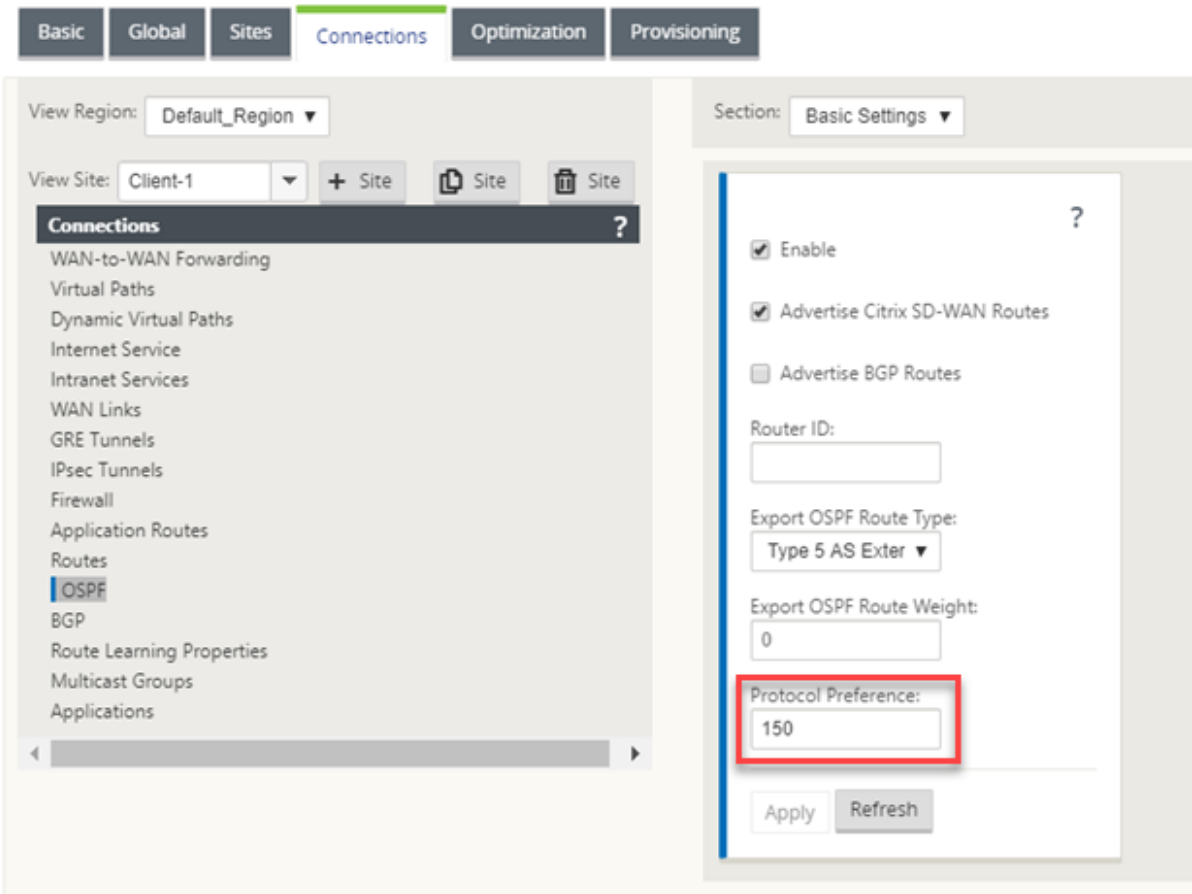 Basic Global Sites Connections Optimization Provisioning
View Region: Default_Region ▼
Section: Basic Settings ▼
View Site: Client-1 + Site Site Site
Connections ?
WAN-to-WAN Forwarding
Virtual Paths
Dynamic Virtual Paths
Internet Service
Intranet Services
WAN Links
GRE Tunnels
IPsec Tunnels
Firewall
Application Routes
Routes
OSPF
BGP
Route Learning Properties
Multicast Groups
Applications
?
Enable
Advertise Citrix SD-WAN Routes
Advertise BGP Routes
Router ID:
Export OSPF Route Type:
Type 5 AS Exter ▼
Export OSPF Route Weight:
0
Protocol Preference:
150
Apply Refresh